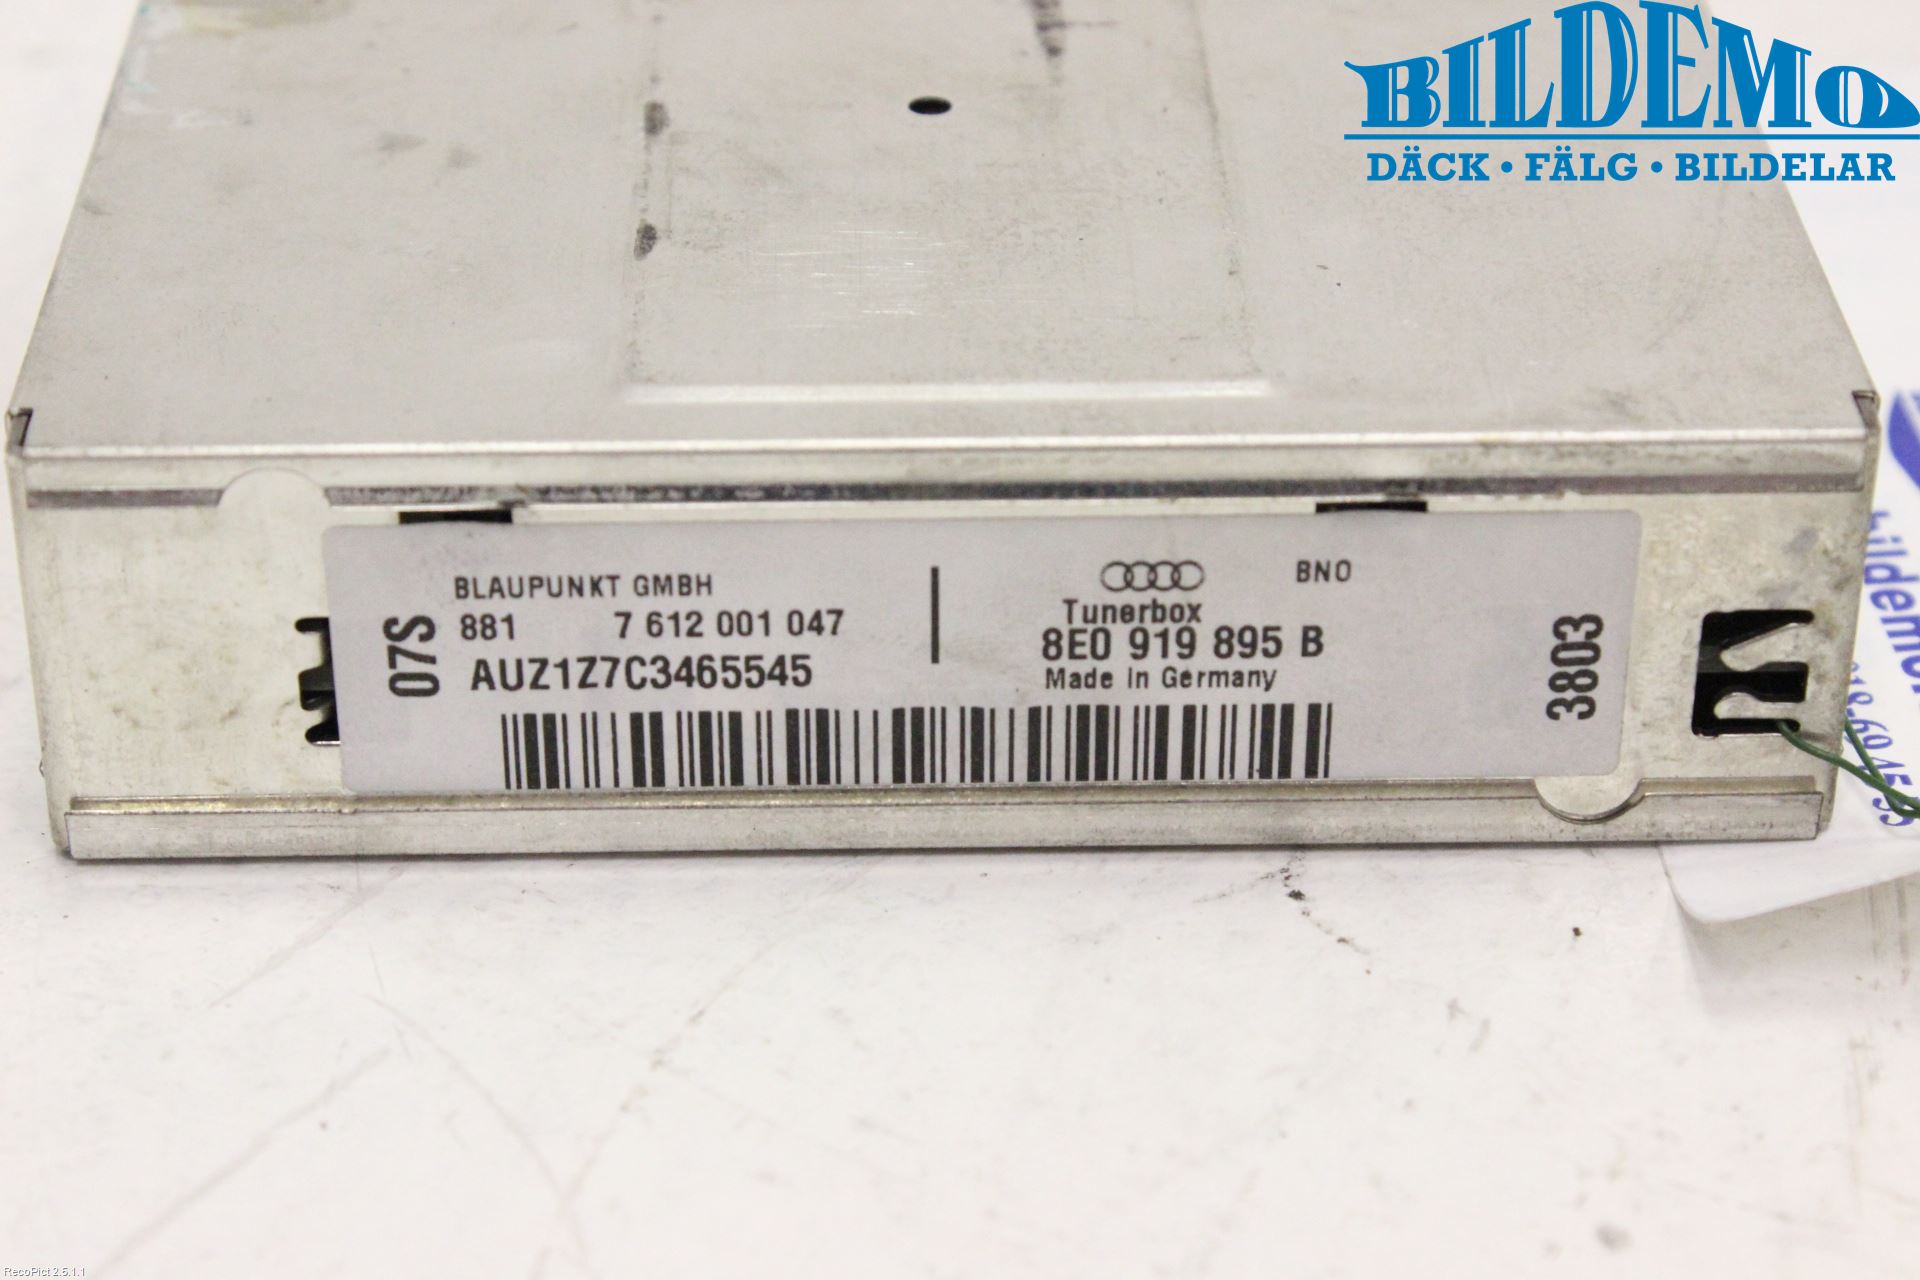 BILDEMO
DÄCK • FÄLG • BILDELAR
07S
BLAUPUNKT GMBH
881 7 612 001 047
AUZ1Z7C3465545
BNO
Tunerbox
8E0 919 895 B
Made in Germany
3803
RecoPict 2.5.1.1